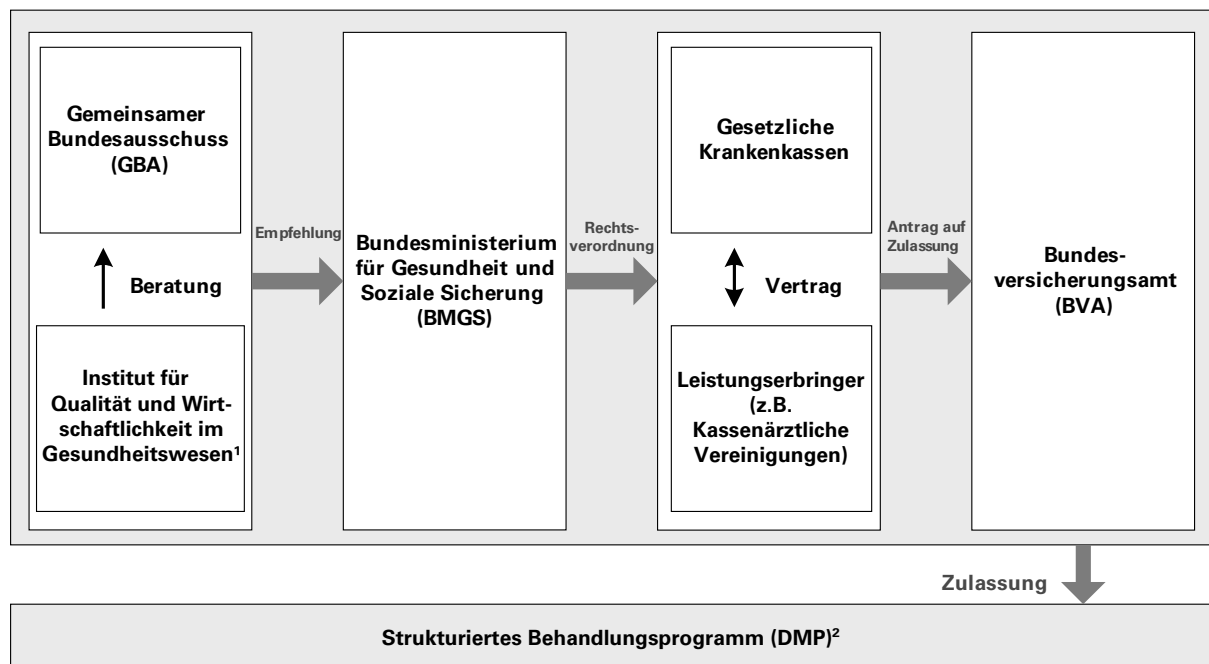 Gemeinsamer
Bundesausschuss
(GBA)
Beratung
Institut für
Qualität und Wirt-
schaftlichkeit im
Gesundheitswesen¹
Empfehlung
Bundesministerium
für Gesundheit und
Soziale Sicherung
(BMGS)
Rechts-
verordnung
Gesetzliche
Krankenkassen
Vertrag
Leistungserbringer
(z.B.
Kassenärztliche
Vereinigungen)
Antrag auf
Zulassung
Bundes-
versicherungsamt
(BVA)
Zulassung
Strukturiertes Behandlungsprogramm (DMP)²